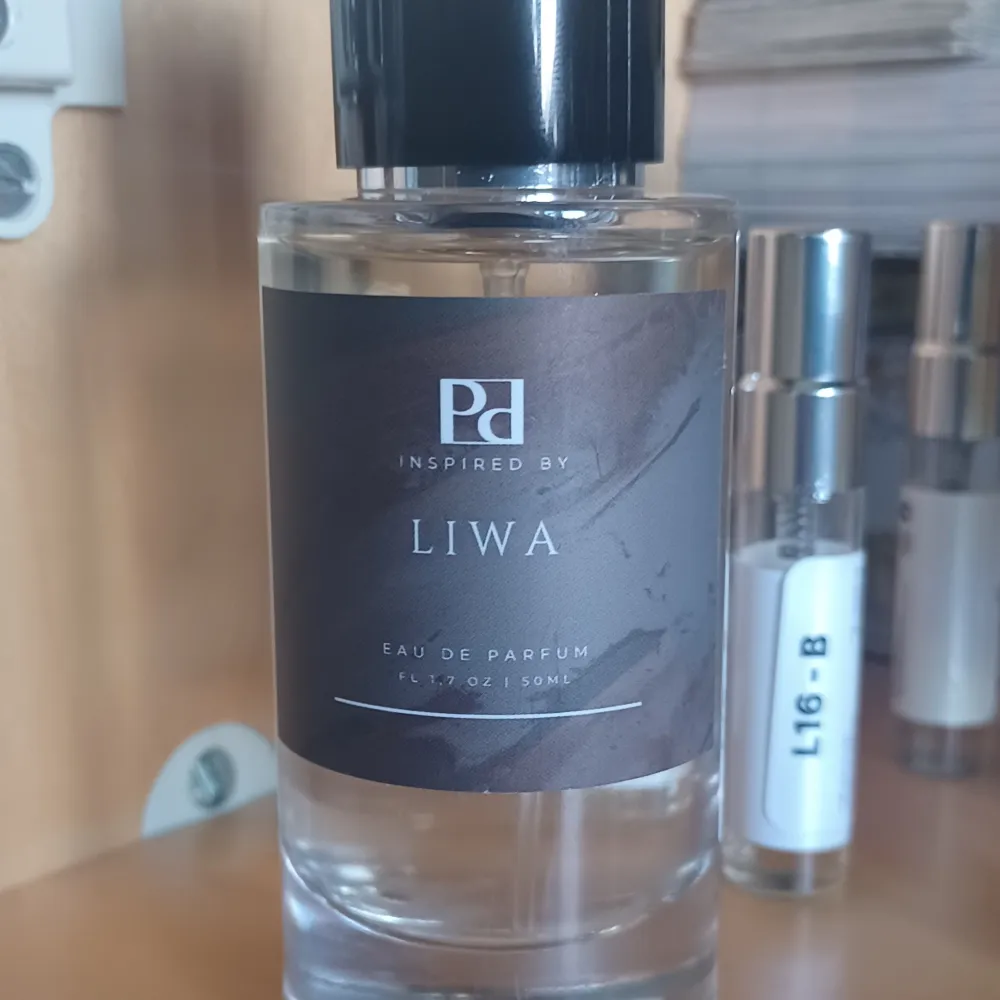 Pd
INSPIRED BY
LIWA
EAU DE PARFUM
FL 1.7 OZ | 50ML
L16 - B